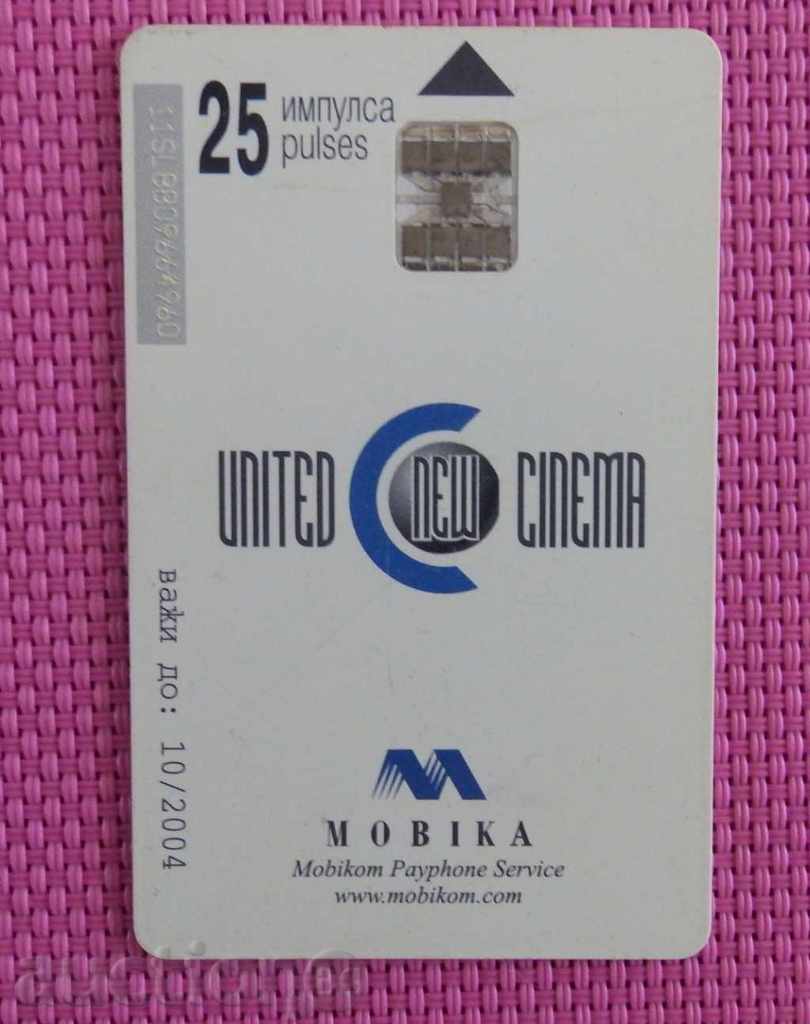 25 импулса
pulses
UNITED NEW CINEMA
важи до: 10/2004
MOBIKA
Mobikom Payphone Service
www.mobikom.com